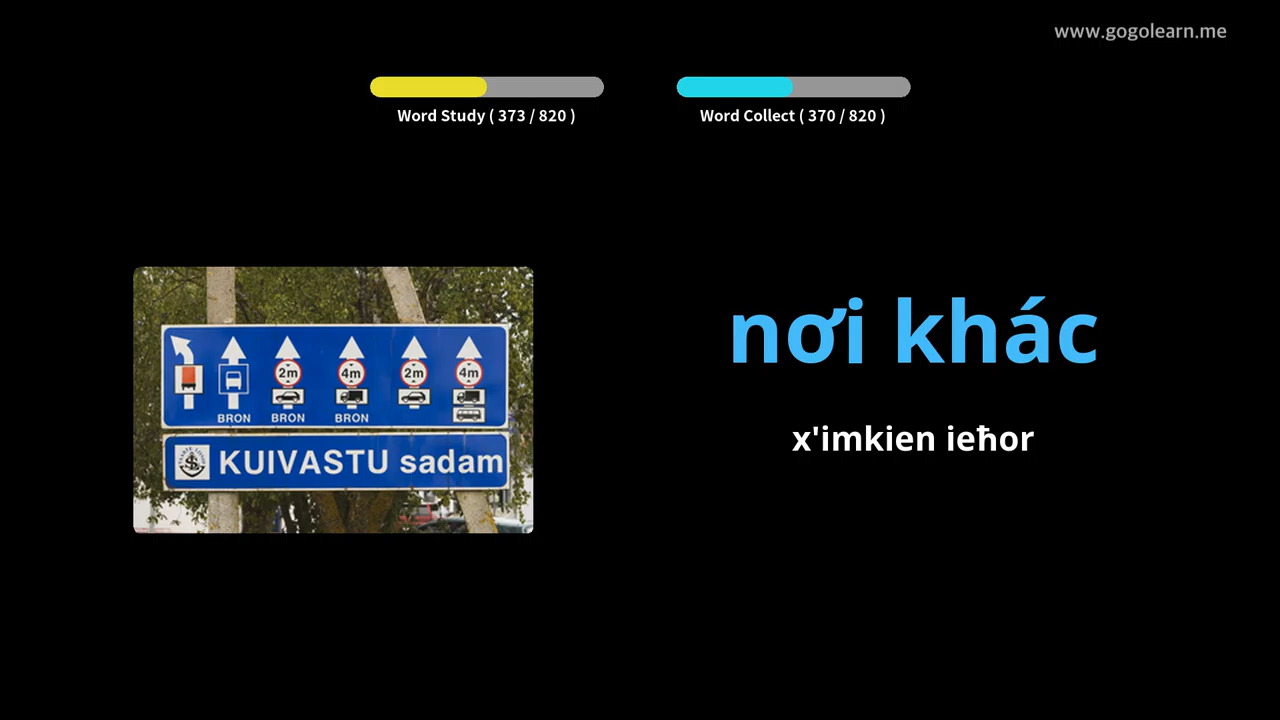 www.gogolearn.me
Word Study ( 373 / 820 )
Word Collect ( 370 / 820 )
nơi khác
x'imkien ieħor
2m
4m
2m
4m
BRON
BRON
BRON
KUIVASTU sadam